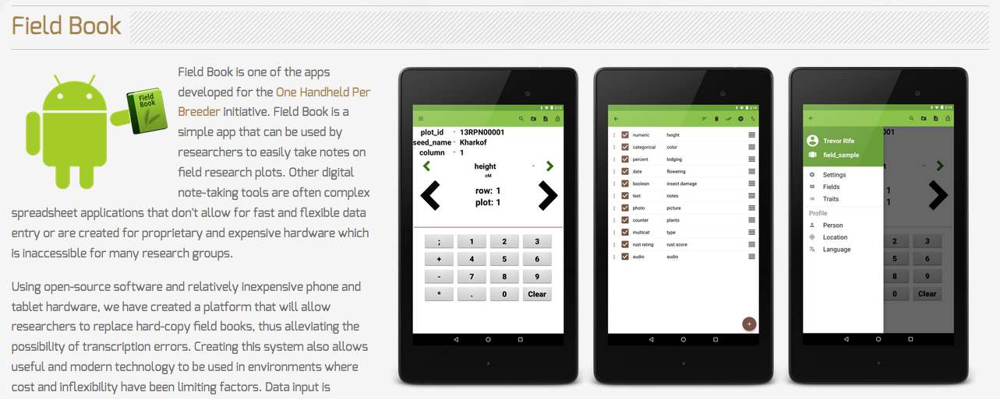 Field Book
Field
Book
Field Book is one of the apps
developed for the One Handheld Per
Breeder initiative. Field Book is a
simple app that can be used by
researchers to easily take notes on
field research plots. Other digital
note-taking tools are often complex
spreadsheet applications that don't allow for fast and flexible data
entry or are created for proprietary and expensive hardware which
is inaccessible for many research groups.
Using open-source software and relatively inexpensive phone and
tablet hardware, we have created a platform that will allow
researchers to replace hard-copy field books, thus alleviating the
possibility of transcription errors. Creating this system also allows
useful and modern technology to be used in environments where
cost and inflexibility have been limiting factors. Data input is
2:13
plot_id - 13RPN00001
seed_name - Kharkof
column - 1
height
cM
row: 1
plot: 1
; 1 2 3
+ 4 5 6
- 7 8 9
* . 0 Clear
2:14
numeric height
categorical color
percent lodging
date flowering
boolean insect damage
text notes
photo picture
counter plants
multicat type
rust rating rust score
audio audio
+
2:14
001
Trevor Rife
field_sample
Settings
Fields
Traits
Profile
Person
Location
Language
1
1
2 3
5 6
8 9
0 Clear